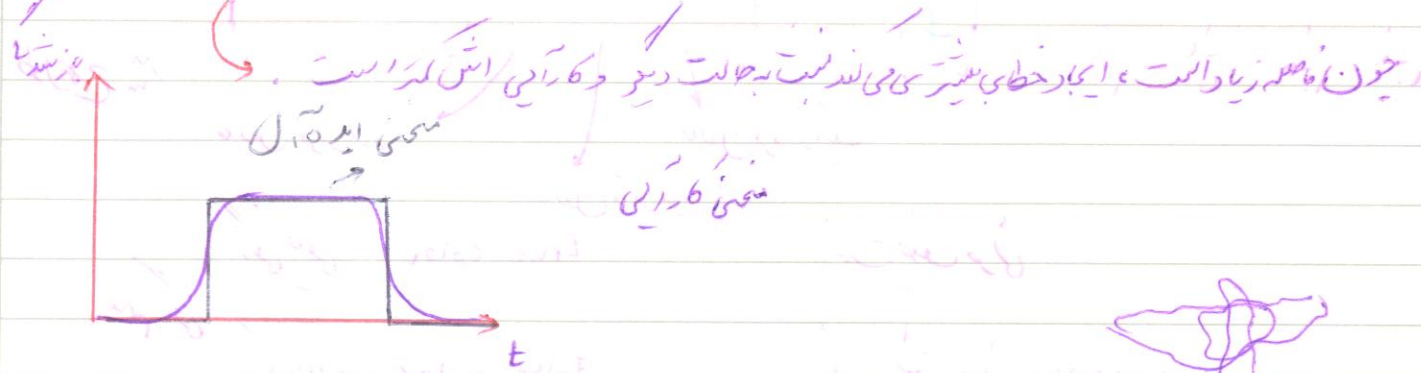 چون فاصله زیاد است، ایجاد خطای بیشتری می کند نسبت به حالت دیگر و کارآیی اش کمتر است.
منحنی ایده آل
منحنی کارآیی
t